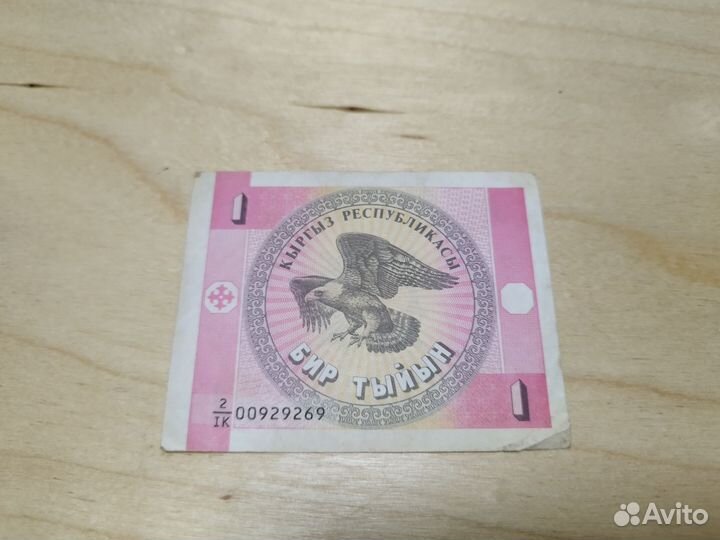 1
КЫРГЫЗ РЕСПУБЛИКАСЫ
БИР ТЫЙЫН
2/IK 00929269
1
Avito